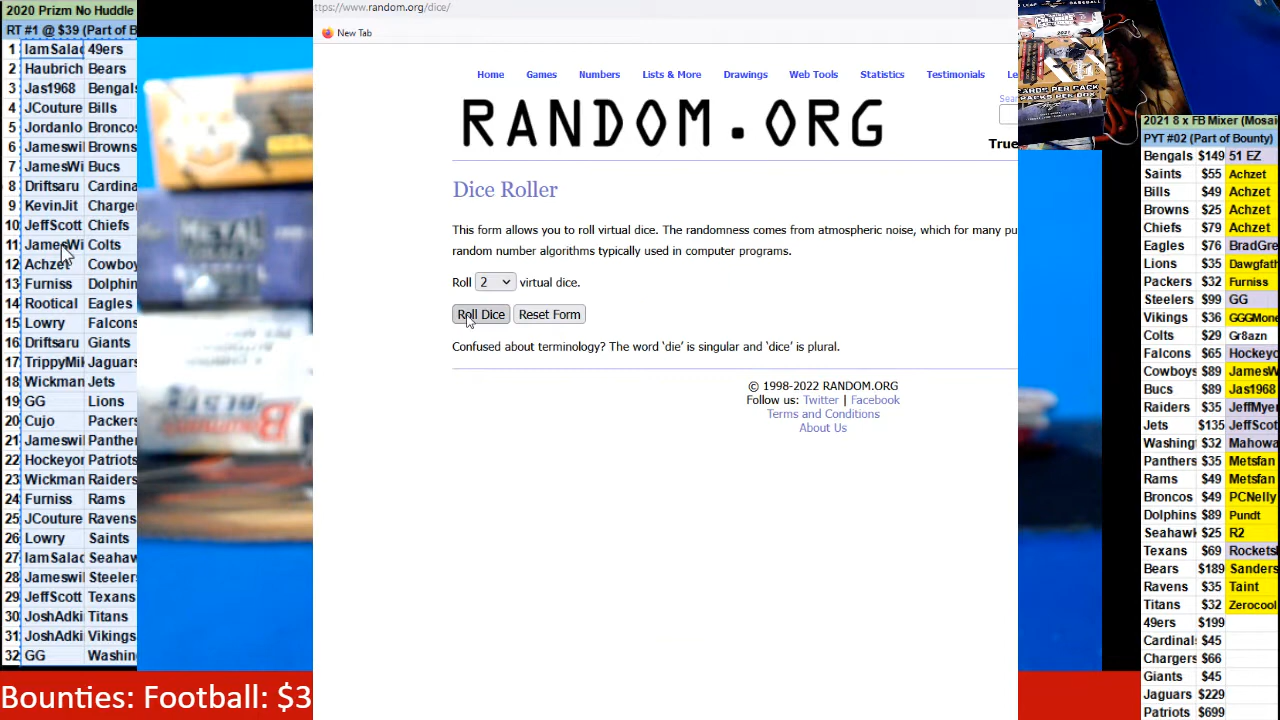 2020 Prizm No Huddle
RT #1 @ $39 (Part of B
1 IamSalad 49ers
2 Haubrich Bears
3 Jas1968 Bengals
4 JCouture Bills
5 Jordanlo Broncos
6 Jameswil Browns
7 JamesWi Bucs
8 Driftsaru Cardina
9 KevinJit Charger
10 JeffScott Chiefs
11 JamesWi Colts
12 Achzet Cowboy
13 Furniss Dolphin
14 Rootical Eagles
15 Lowry Falcons
16 Driftsaru Giants
17 TrippyMil Jaguars
18 Wickman Jets
19 GG Lions
20 Cujo Packers
21 Jameswil Panther
22 Hockeyor Patriots
23 Wickman Raiders
24 Furniss Rams
25 JCouture Ravens
26 Lowry Saints
27 IamSalad Seahaw
28 Jameswil Steelers
29 JeffScott Texans
30 JoshAdki Titans
31 JoshAdki Vikings
32 GG Washin
Bounties: Football: $3
ttps://www.random.org/dice/
New Tab
Home Games Numbers Lists & More Drawings Web Tools Statistics Testimonials Le
Sear
RANDOM.ORG
True
Dice Roller
This form allows you to roll virtual dice. The randomness comes from atmospheric noise, which for many pu
random number algorithms typically used in computer programs.
Roll 2 virtual dice.
Roll Dice Reset Form
Confused about terminology? The word ‘die’ is singular and ‘dice’ is plural.
© 1998-2022 RANDOM.ORG
Follow us: Twitter | Facebook
Terms and Conditions
About Us
METAL
2021
CARDS PER PACK
PACKS PER BOX
2021 8 x FB Mixer (Mosai
PYT #02 (Part of Bounty)
Bengals $149 51 EZ
Saints $55 Achzet
Bills $49 Achzet
Browns $25 Achzet
Chiefs $79 Achzet
Eagles $76 BradGre
Lions $35 Dawgfath
Packers $32 Furniss
Steelers $99 GG
Vikings $36 GGGMone
Colts $29 Gr8azn
Falcons $65 Hockeyo
Cowboys $89 JamesW
Bucs $89 Jas1968
Raiders $35 JeffMyer
Jets $135 JeffScot
Washing $32 Mahowa
Panthers $35 Metsfan
Rams $49 Metsfan
Broncos $49 PCNelly
Dolphins $89 Pundt
Seahawk $25 R2
Texans $69 Rockets
Bears $189 Sanders
Ravens $35 Taint
Titans $32 Zerocool
49ers $199
Cardinal $45
Chargers $66
Giants $45
Jaguars $229
Patriots $699